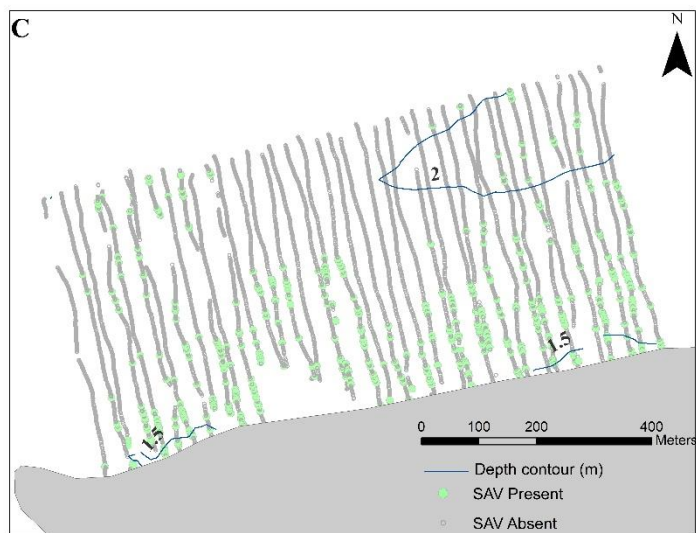 C
N
2
1.5
1.5
0 100 200 400
Meters
Depth contour (m)
SAV Present
SAV Absent